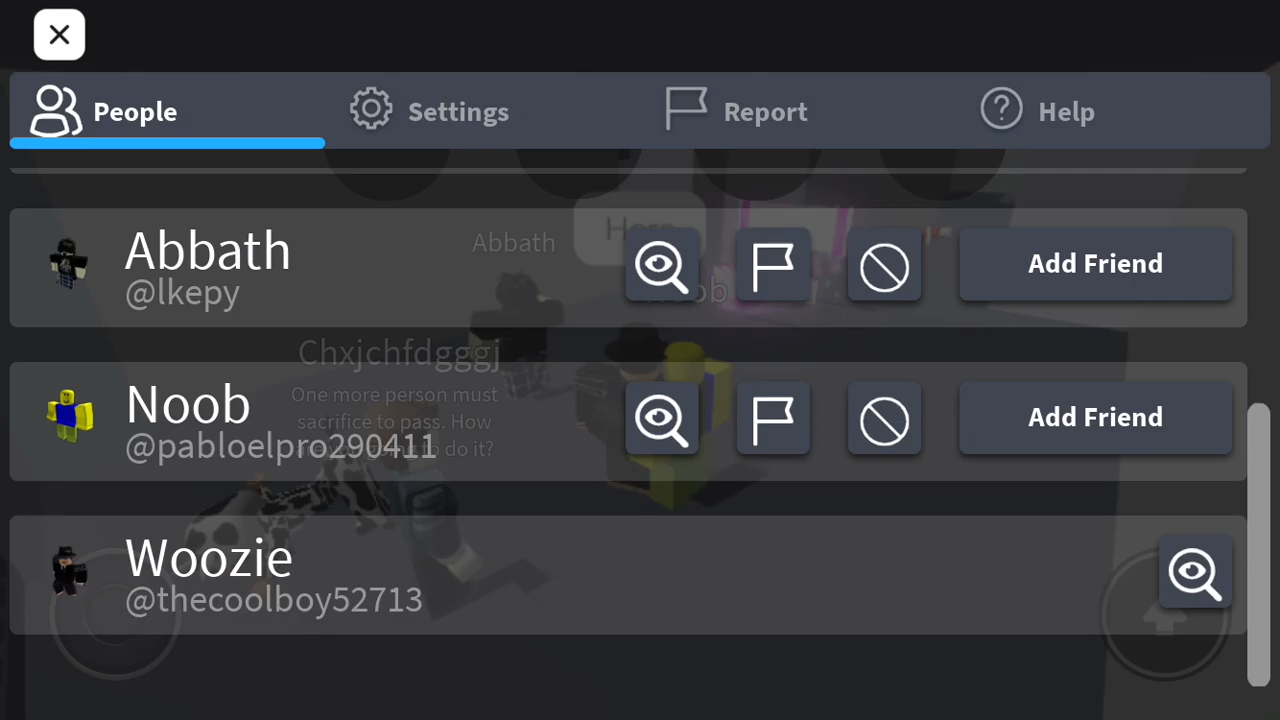 People
Settings
Report
Help
Abbath
@lkepy
Add Friend
Abbath
Noob
@pabloelpro290411
Add Friend
Chxjchfdgggj
One more person must
sacrifice to pass. How
to do it?
Woozie
@thecoolboy52713